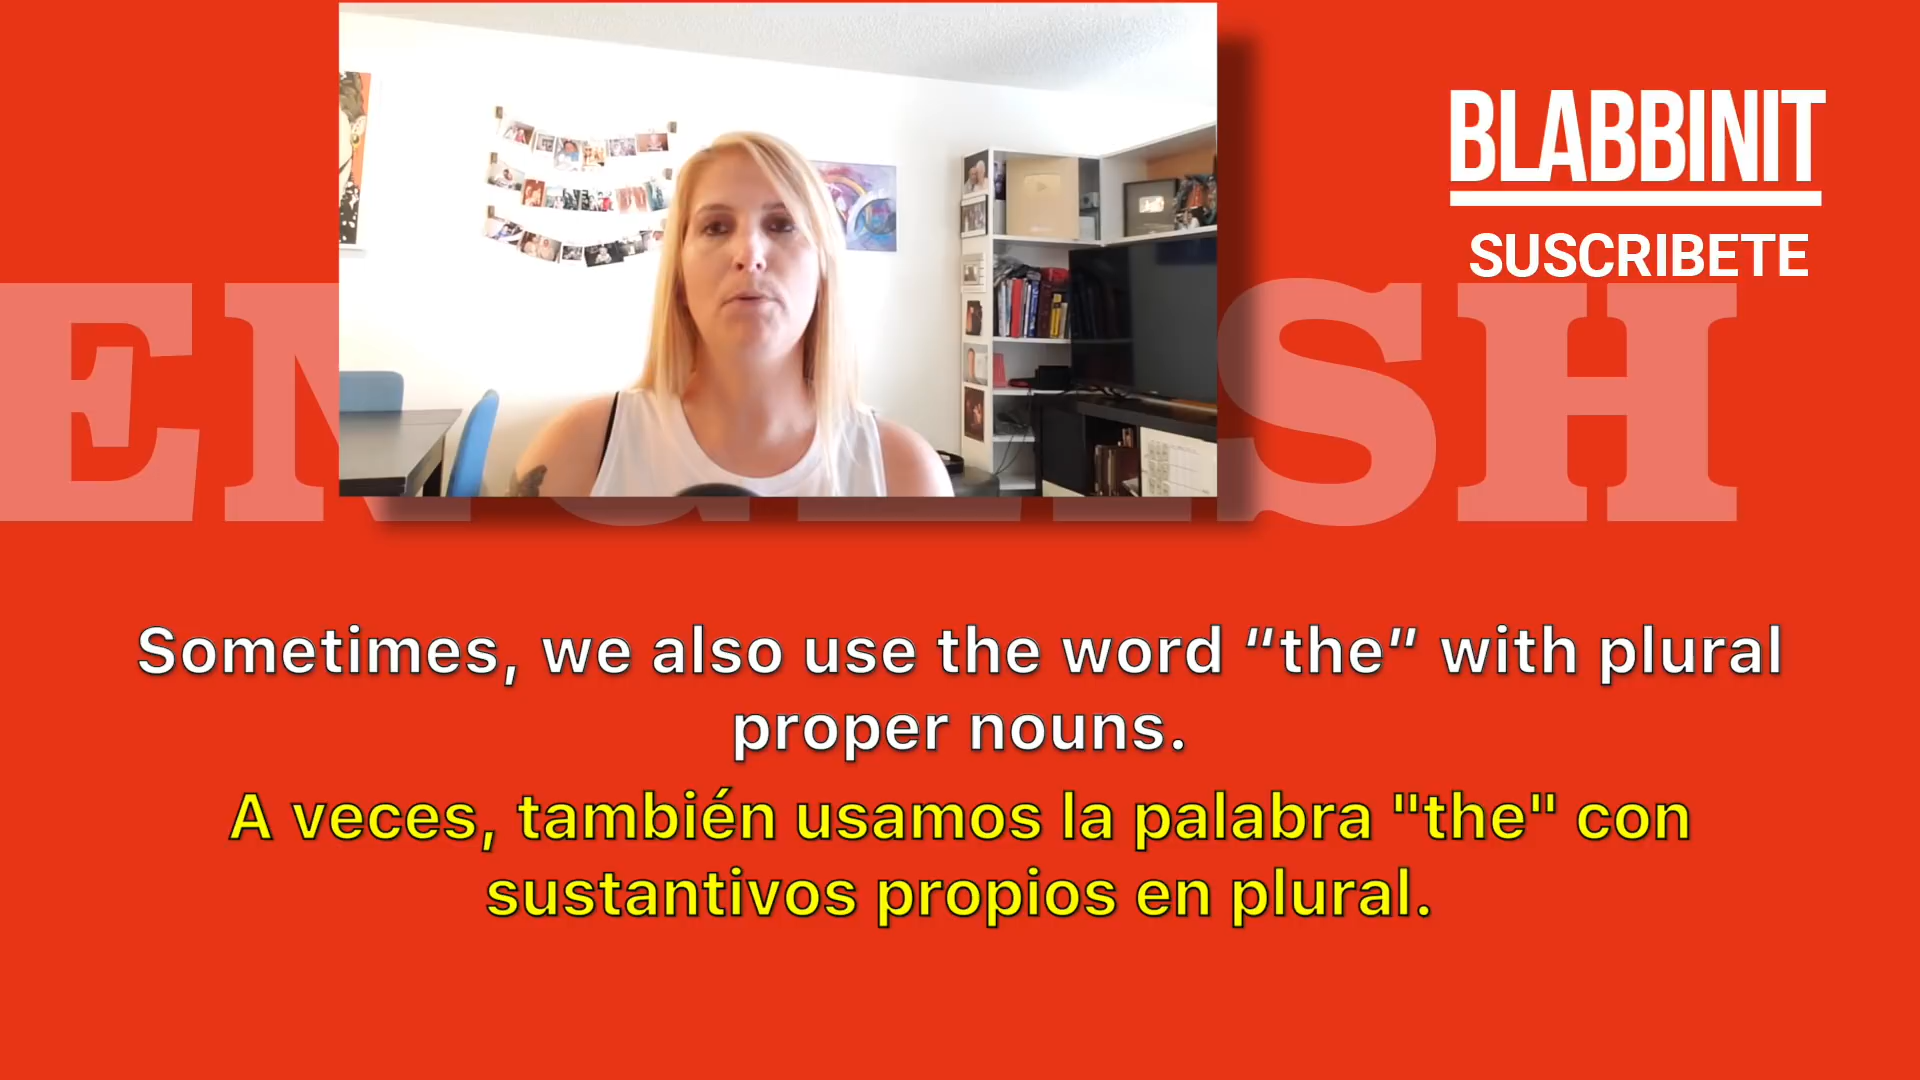 BLABBINIT
SUSCRIBETE
ENGLISH
Sometimes, we also use the word “the” with plural
proper nouns.
A veces, también usamos la palabra "the" con
sustantivos propios en plural.